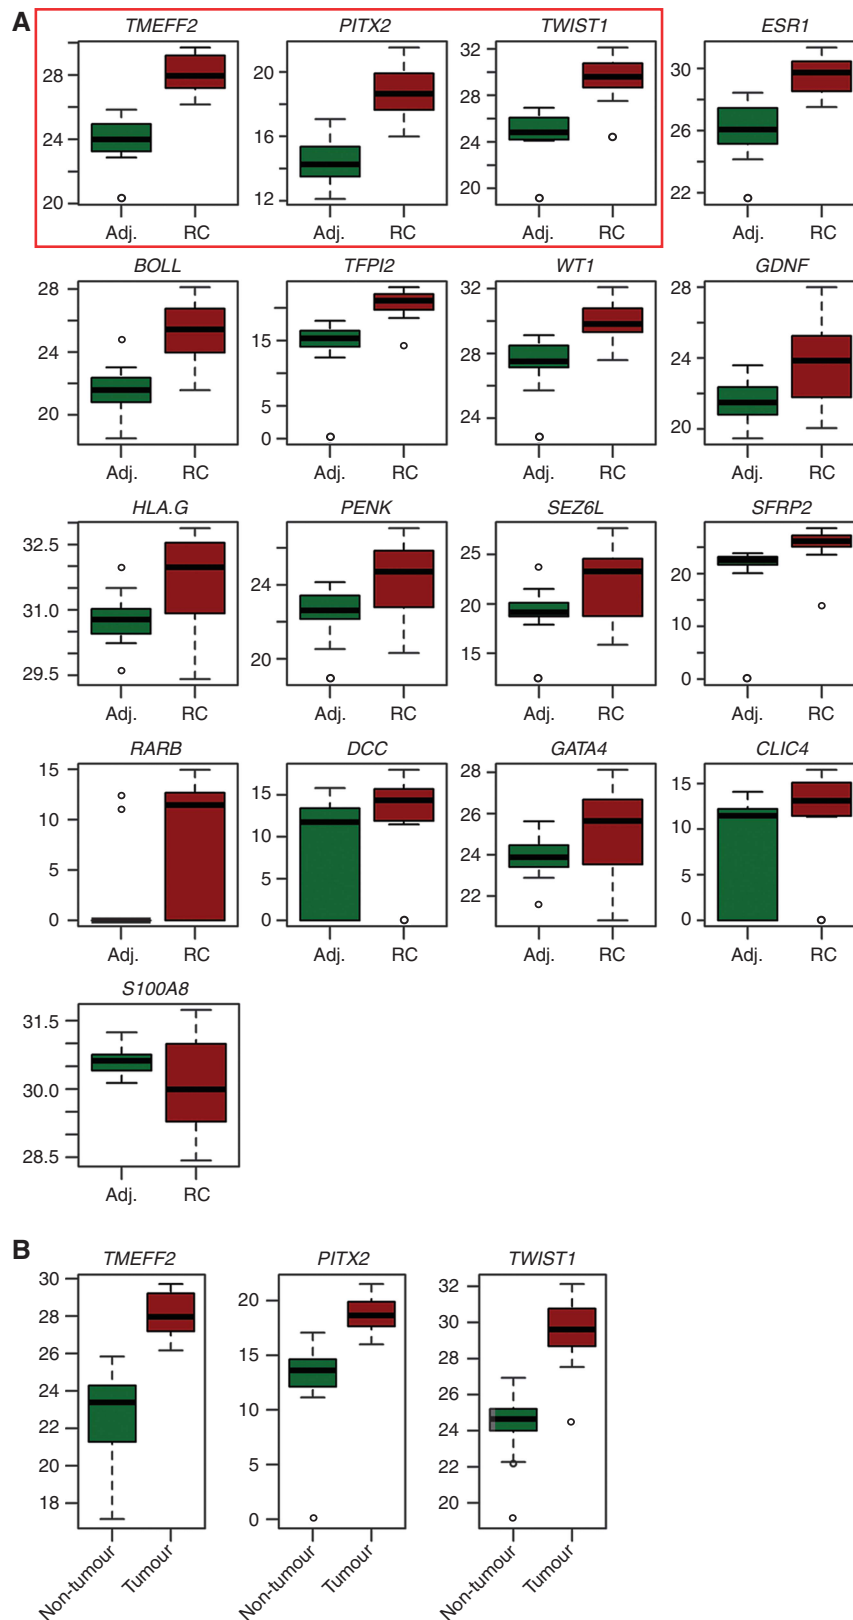 A
TMEFF2 PITX2 TWIST1 ESR1
28 24 20
20 16 12
32 28 24 20
30 26 22
Adj. RC Adj. RC Adj. RC Adj. RC
BOLL TFPI2 WT1 GDNF
28 24 20
15 5 0
32 28 24
28 24 20
Adj. RC Adj. RC Adj. RC Adj. RC
HLA.G PENK SEZ6L SFRP2
32.5 31.0 29.5
24 20
25 20 15
20 10 0
Adj. RC Adj. RC Adj. RC Adj. RC
RARB DCC GATA4 CLIC4
15 10 5 0
15 10 5 0
28 26 24 22
15 10 5 0
Adj. RC Adj. RC Adj. RC Adj. RC
S100A8
31.5
30.0
28.5
Adj. RC
B
TMEFF2 PITX2 TWIST1
30 28 26 24 22 20 18
20 15 10 5 0
32 30 28 26 24 22 20
Non-tumour Tumour Non-tumour Tumour Non-tumour Tumour